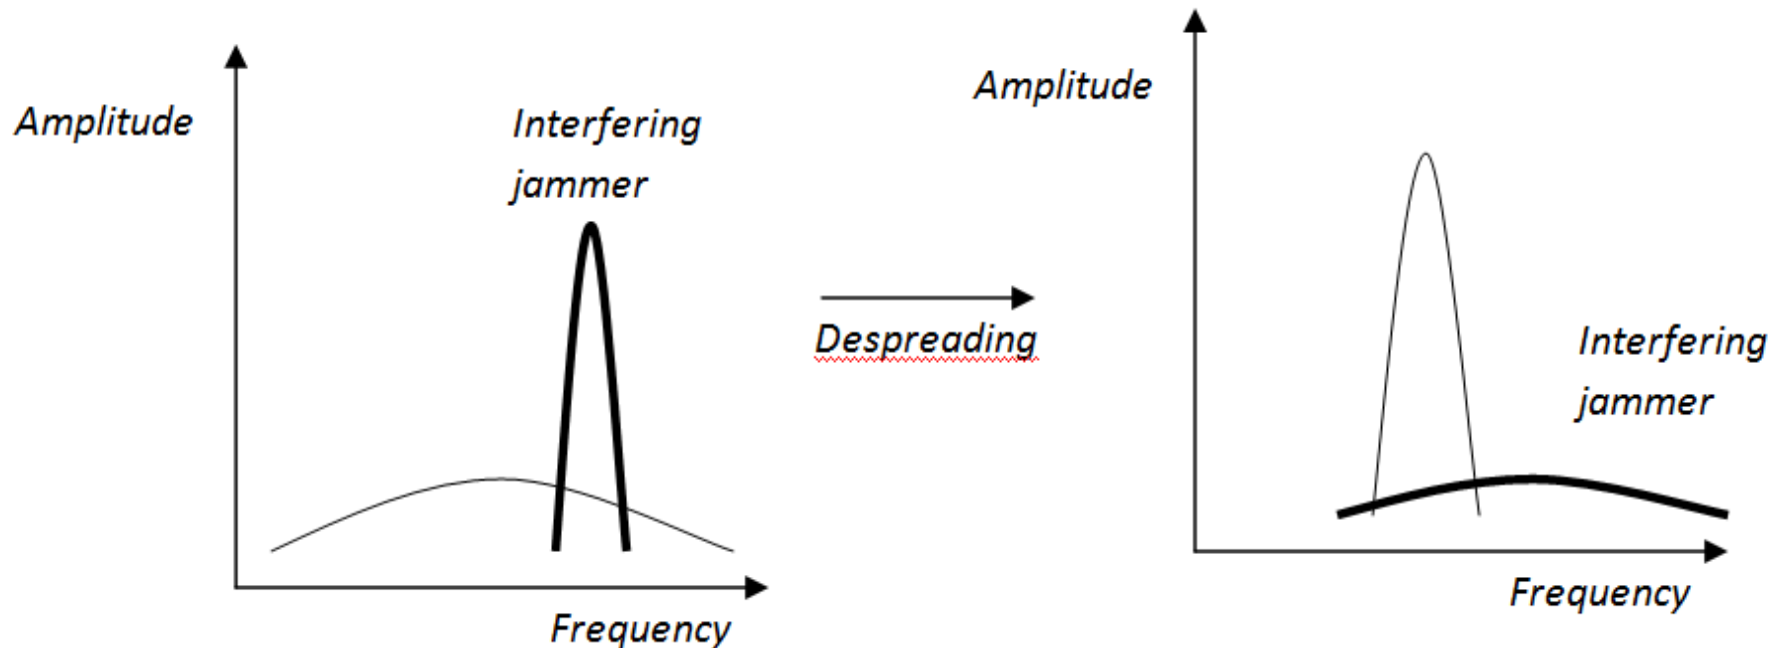 Amplitude
Interfering
jammer
Frequency
Despreading
Amplitude
Interfering
jammer
Frequency